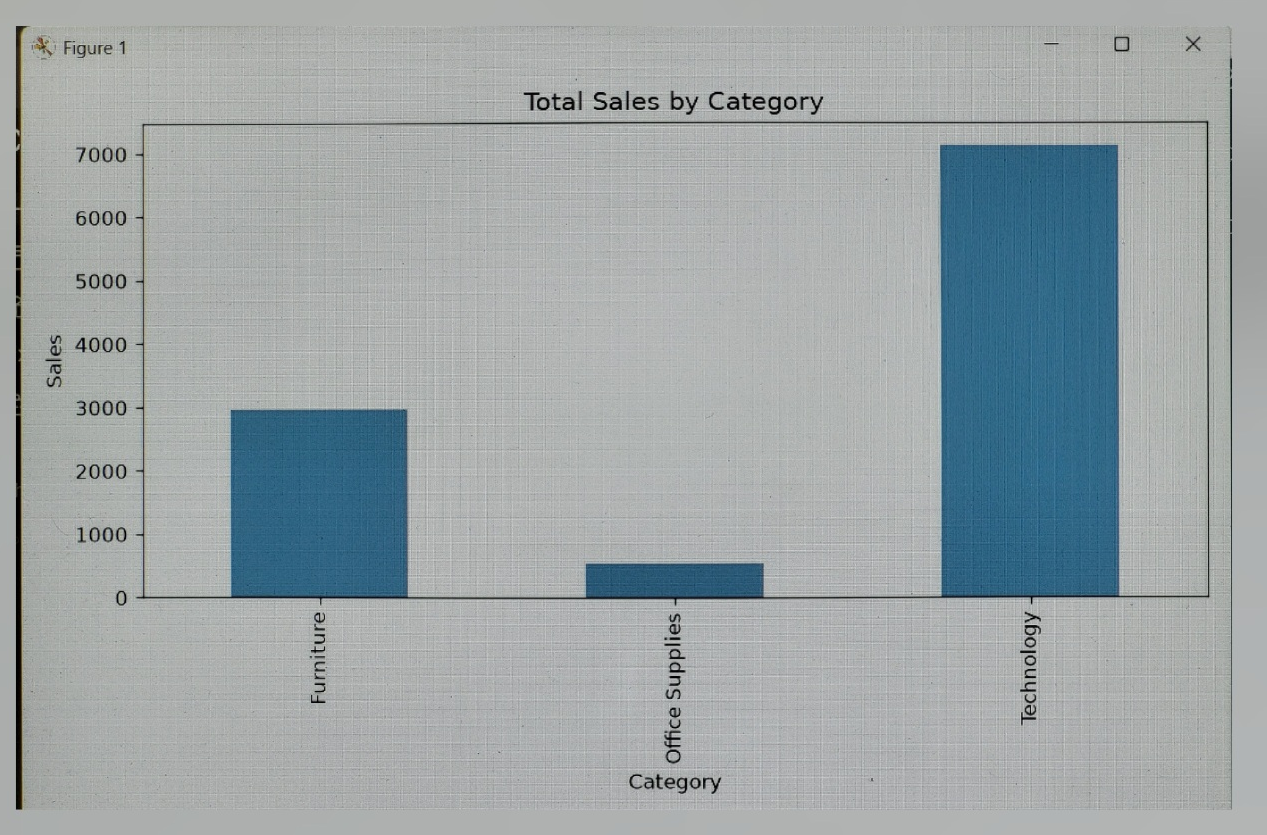 Figure 1
Total Sales by Category
7000
6000
5000
4000
3000
2000
1000
0
Sales
Furniture
Office Supplies
Technology
Category